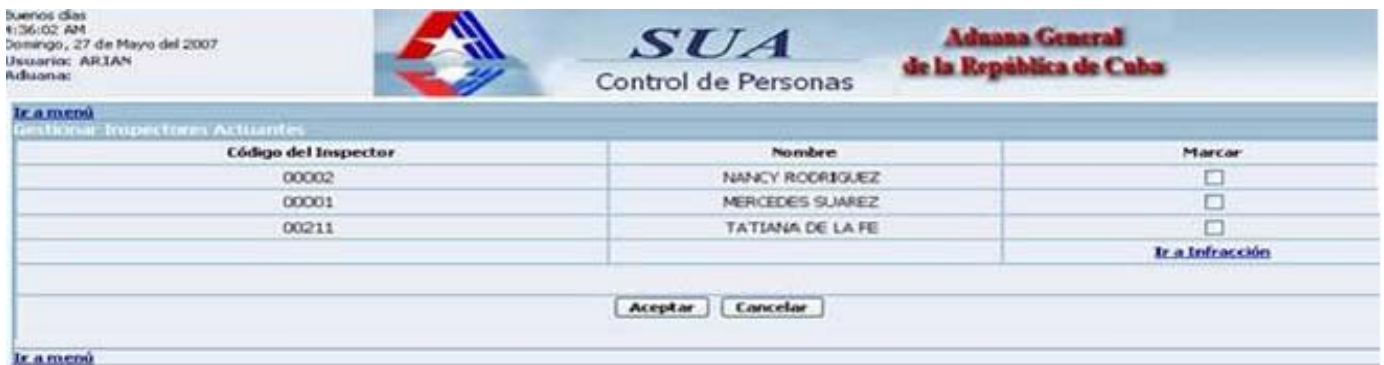 Buenos días
4:36:02 AM
Domingo, 27 de Mayo del 2007
Usuario: ARIAN
Aduana:
SUA
Control de Personas
Aduana General
de la República de Cuba
Ir a menú
Gestionar Inspectores Actuantes
Código del Inspector Nombre Marcar
00002 NANCY RODRIGUEZ
00001 MERCEDES SUAREZ
00211 TATIANA DE LA FE
Ir a Infracción
Aceptar Cancelar
Ir a menú